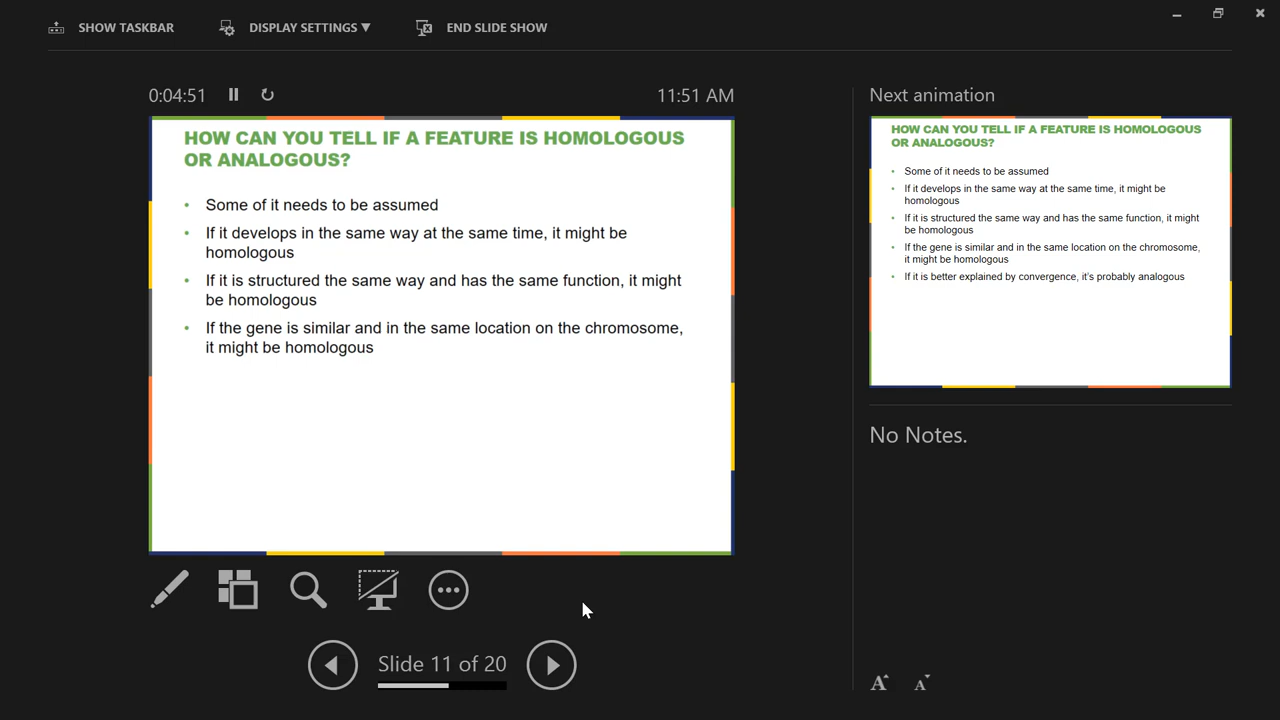 SHOW TASKBAR
DISPLAY SETTINGS ▼
END SLIDE SHOW
0:04:51
11:51 AM
HOW CAN YOU TELL IF A FEATURE IS HOMOLOGOUS
OR ANALOGOUS?
• Some of it needs to be assumed
• If it develops in the same way at the same time, it might be
homologous
• If it is structured the same way and has the same function, it might
be homologous
• If the gene is similar and in the same location on the chromosome,
it might be homologous
Slide 11 of 20
Next animation
HOW CAN YOU TELL IF A FEATURE IS HOMOLOGOUS
OR ANALOGOUS?
• Some of it needs to be assumed
• If it develops in the same way at the same time, it might be
homologous
• If it is structured the same way and has the same function, it might
be homologous
• If the gene is similar and in the same location on the chromosome,
it might be homologous
• If it is better explained by convergence, it's probably analogous
No Notes.
A A